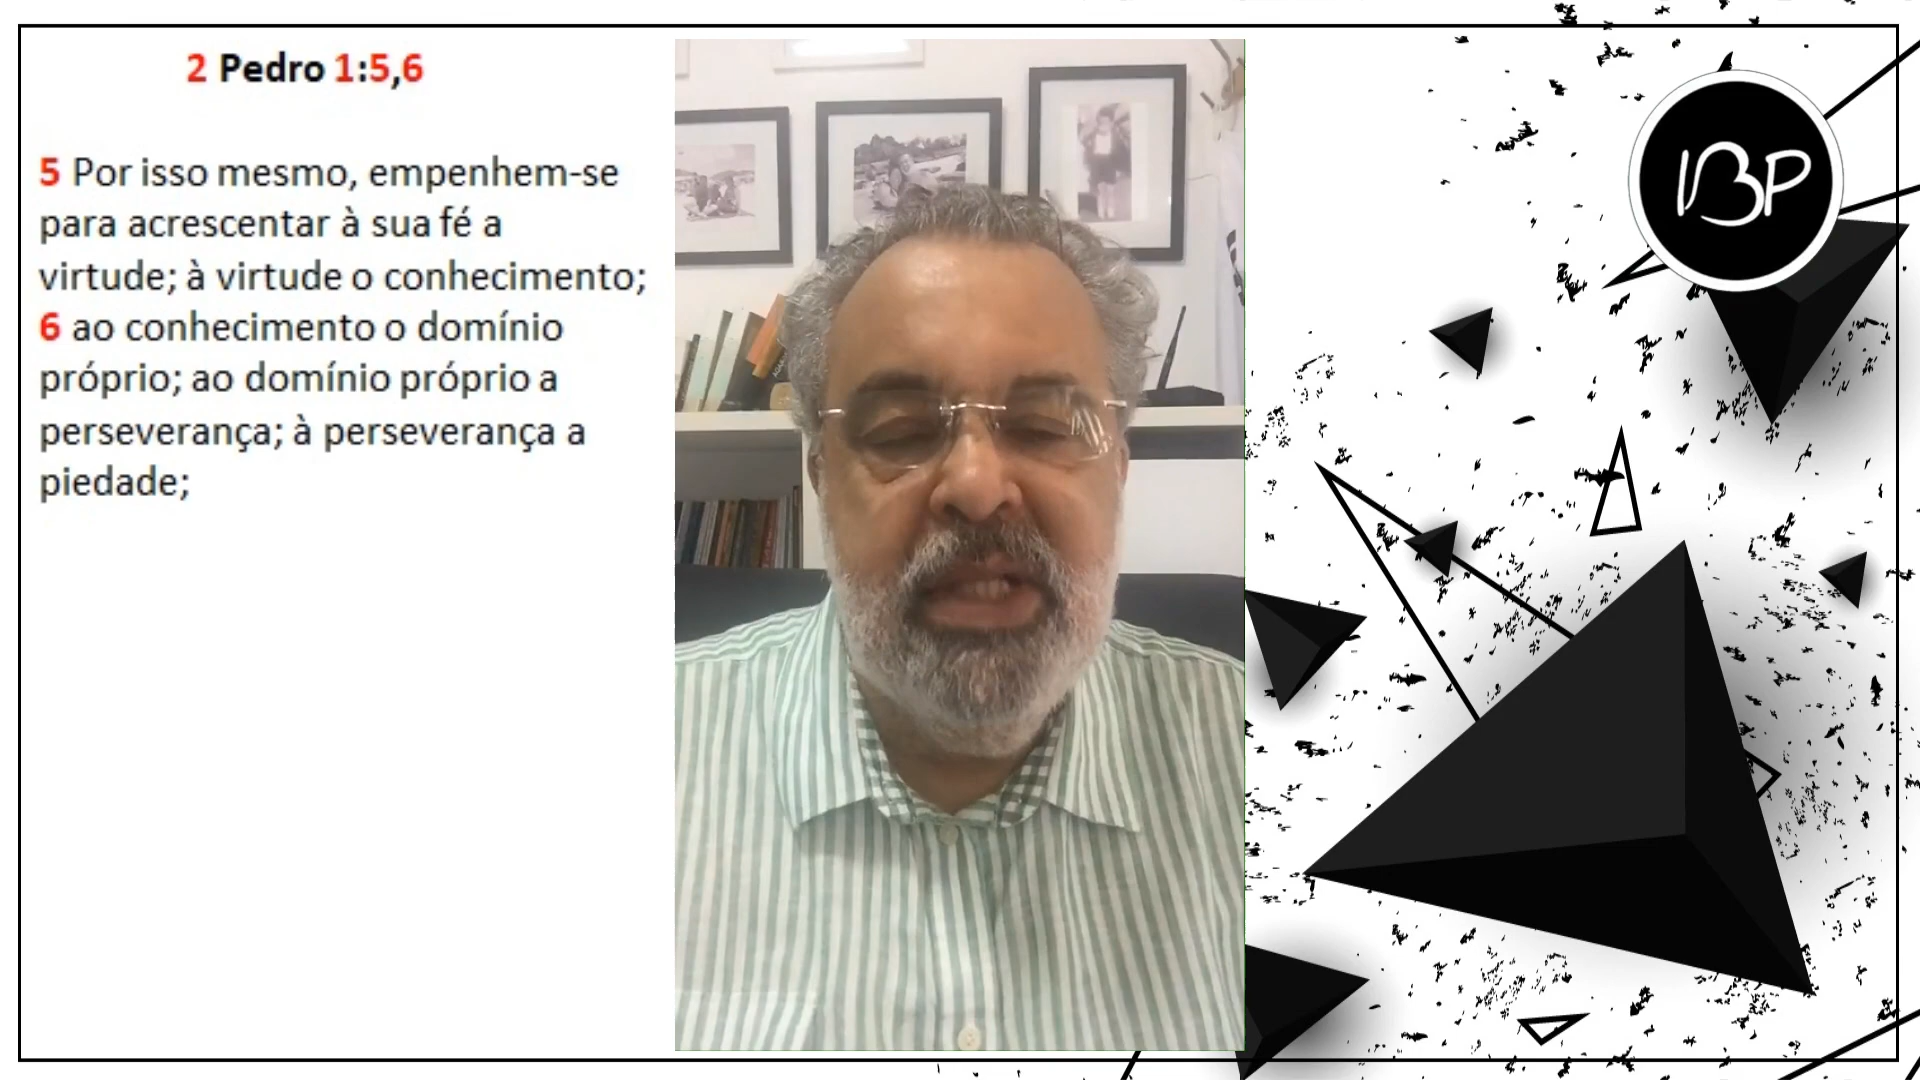 2 Pedro 1:5,6
5 Por isso mesmo, empenhem-se
para acrescentar à sua fé a
virtude; à virtude o conhecimento;
6 ao conhecimento o domínio
próprio; ao domínio próprio a
perseverança; à perseverança a
piedade;
IBP